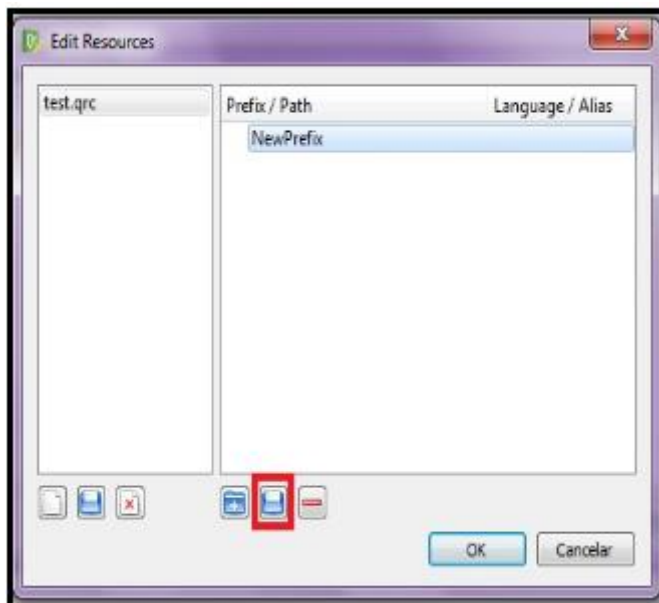 Edit Resources
test.qrc
Prefix / Path Language / Alias
NewPrefix
OK Cancelar